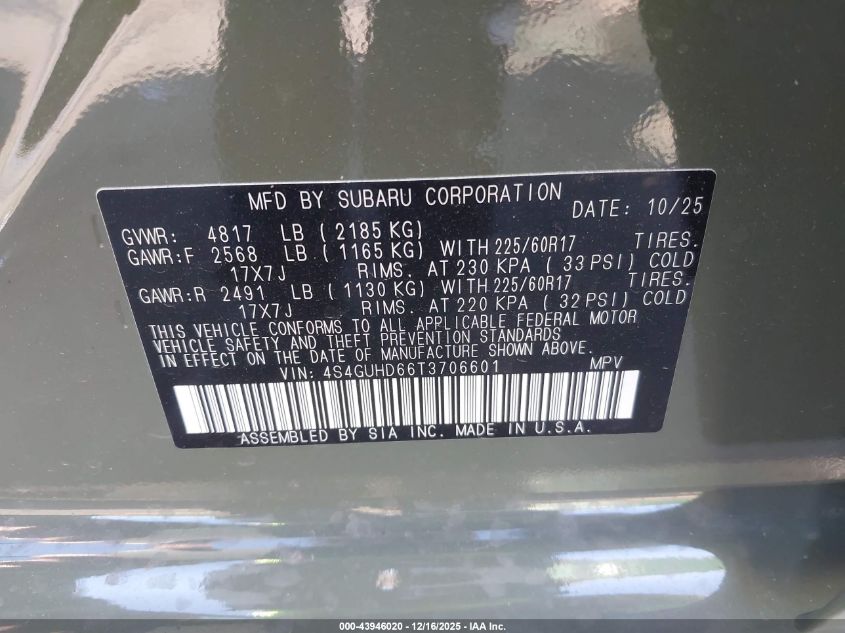 MFD BY SUBARU CORPORATION DATE: 10/25
GVWR: 4817 LB ( 2185 KG)
GAWR:F 2568 LB ( 1165 KG) WITH 225/60R17 TIRES.
17X7J RIMS. AT 230 KPA ( 33 PSI) COLD
GAWR:R 2491 LB ( 1130 KG) WITH 225/60R17 TIRES.
17X7J RIMS. AT 220 KPA ( 32 PSI) COLD
THIS VEHICLE CONFORMS TO ALL APPLICABLE FEDERAL MOTOR
VEHICLE SAFETY AND THEFT PREVENTION STANDARDS
IN EFFECT ON THE DATE OF MANUFACTURE SHOWN ABOVE.
VIN: 4S4GUHD66T3706601 MPV
ASSEMBLED BY SIA INC. MADE IN U.S.A.
000-43946020 - 12/16/2025 - IAA Inc.